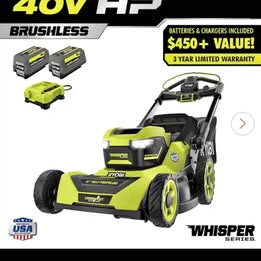 40V HP
BRUSHLESS
BATTERIES & CHARGERS INCLUDED
$450+ VALUE!
3 YEAR LIMITED WARRANTY
RYOBI
USA
WHISPER
SERIES